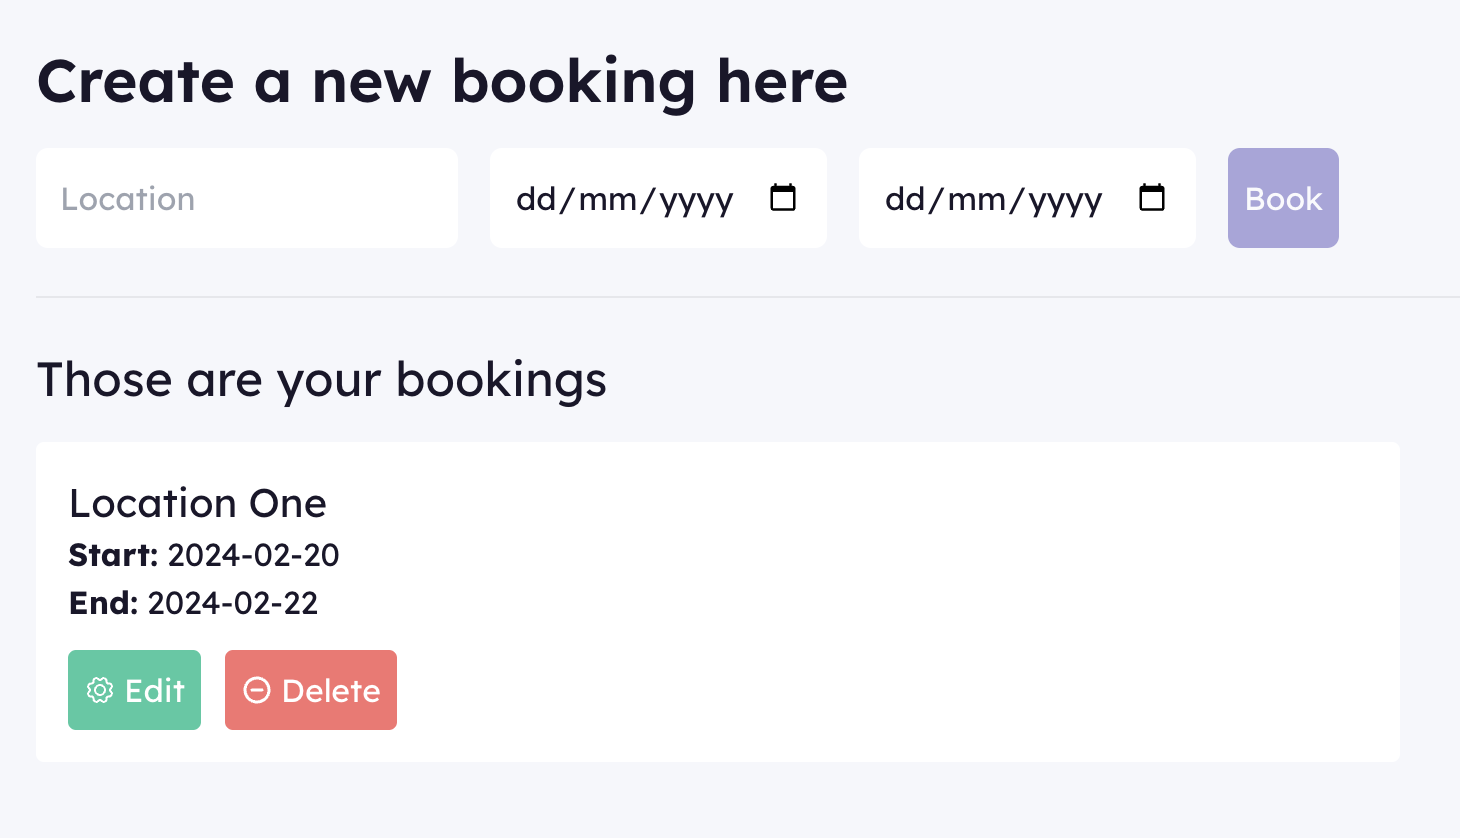 Create a new booking here
Location dd/mm/yyyy dd/mm/yyyy Book
Those are your bookings
Location One
Start: 2024-02-20
End: 2024-02-22
Edit Delete